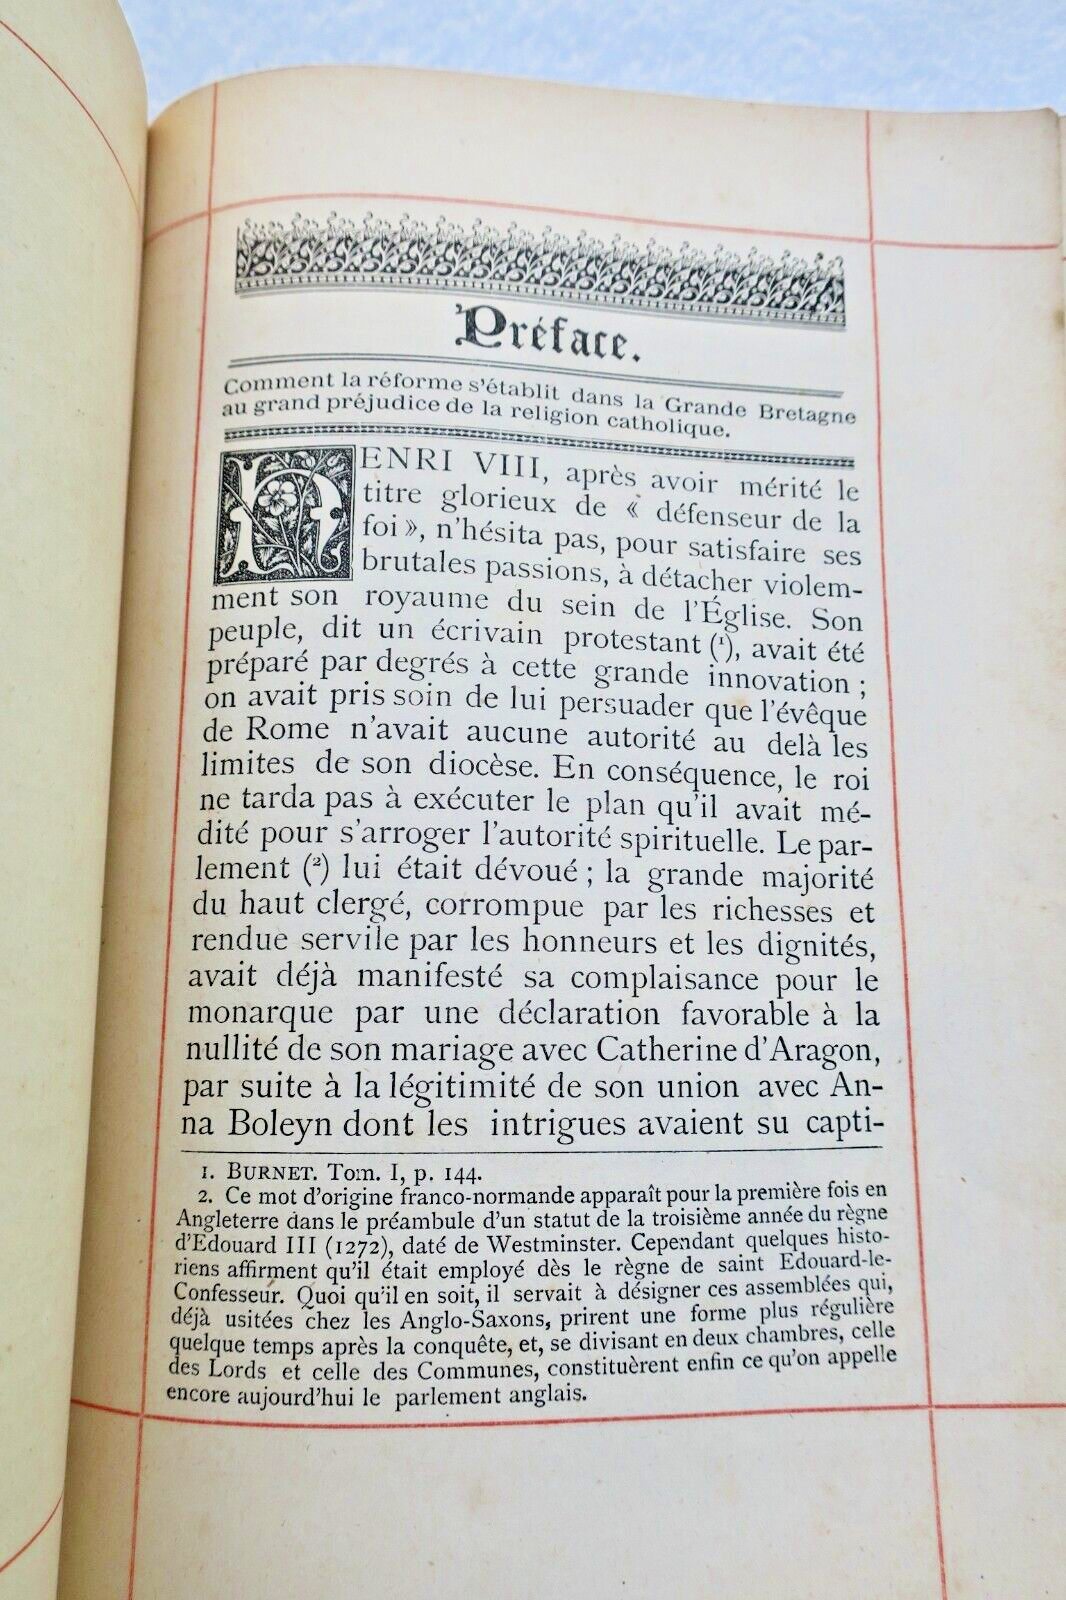 Préface.
Comment la réforme s'établit dans la Grande Bretagne
au grand préjudice de la religion catholique.
HENRI VIII, après avoir mérité le
titre glorieux de « défenseur de la
foi », n'hésita pas, pour satisfaire ses
brutales passions, à détacher violem-
ment son royaume du sein de l'Église. Son
peuple, dit un écrivain protestant (1), avait été
préparé par degrés à cette grande innovation ;
on avait pris soin de lui persuader que l'évêque
de Rome n'avait aucune autorité au delà les
limites de son diocèse. En conséquence, le roi
ne tarda pas à exécuter le plan qu'il avait mé-
dité pour s'arroger l'autorité spirituelle. Le par-
lement (2) lui était dévoué ; la grande majorité
du haut clergé, corrompue par les richesses et
rendue servile par les honneurs et les dignités,
avait déjà manifesté sa complaisance pour le
monarque par une déclaration favorable à la
nullité de son mariage avec Catherine d'Aragon,
par suite à la légitimité de son union avec An-
na Boleyn dont les intrigues avaient su capti-
1. BURNET. Tom. I, p. 144.
2. Ce mot d'origine franco-normande apparaît pour la première fois en
Angleterre dans le préambule d'un statut de la troisième année du règne
d'Edouard III (1272), daté de Westminster. Cependant quelques histo-
riens affirment qu'il était employé dès le règne de saint Edouard-le-
Confesseur. Quoi qu'il en soit, il servait à désigner ces assemblées qui,
déjà usitées chez les Anglo-Saxons, prirent une forme plus régulière
quelque temps après la conquête, et, se divisant en deux chambres, celle
des Lords et celle des Communes, constituèrent enfin ce qu'on appelle
encore aujourd'hui le parlement anglais.